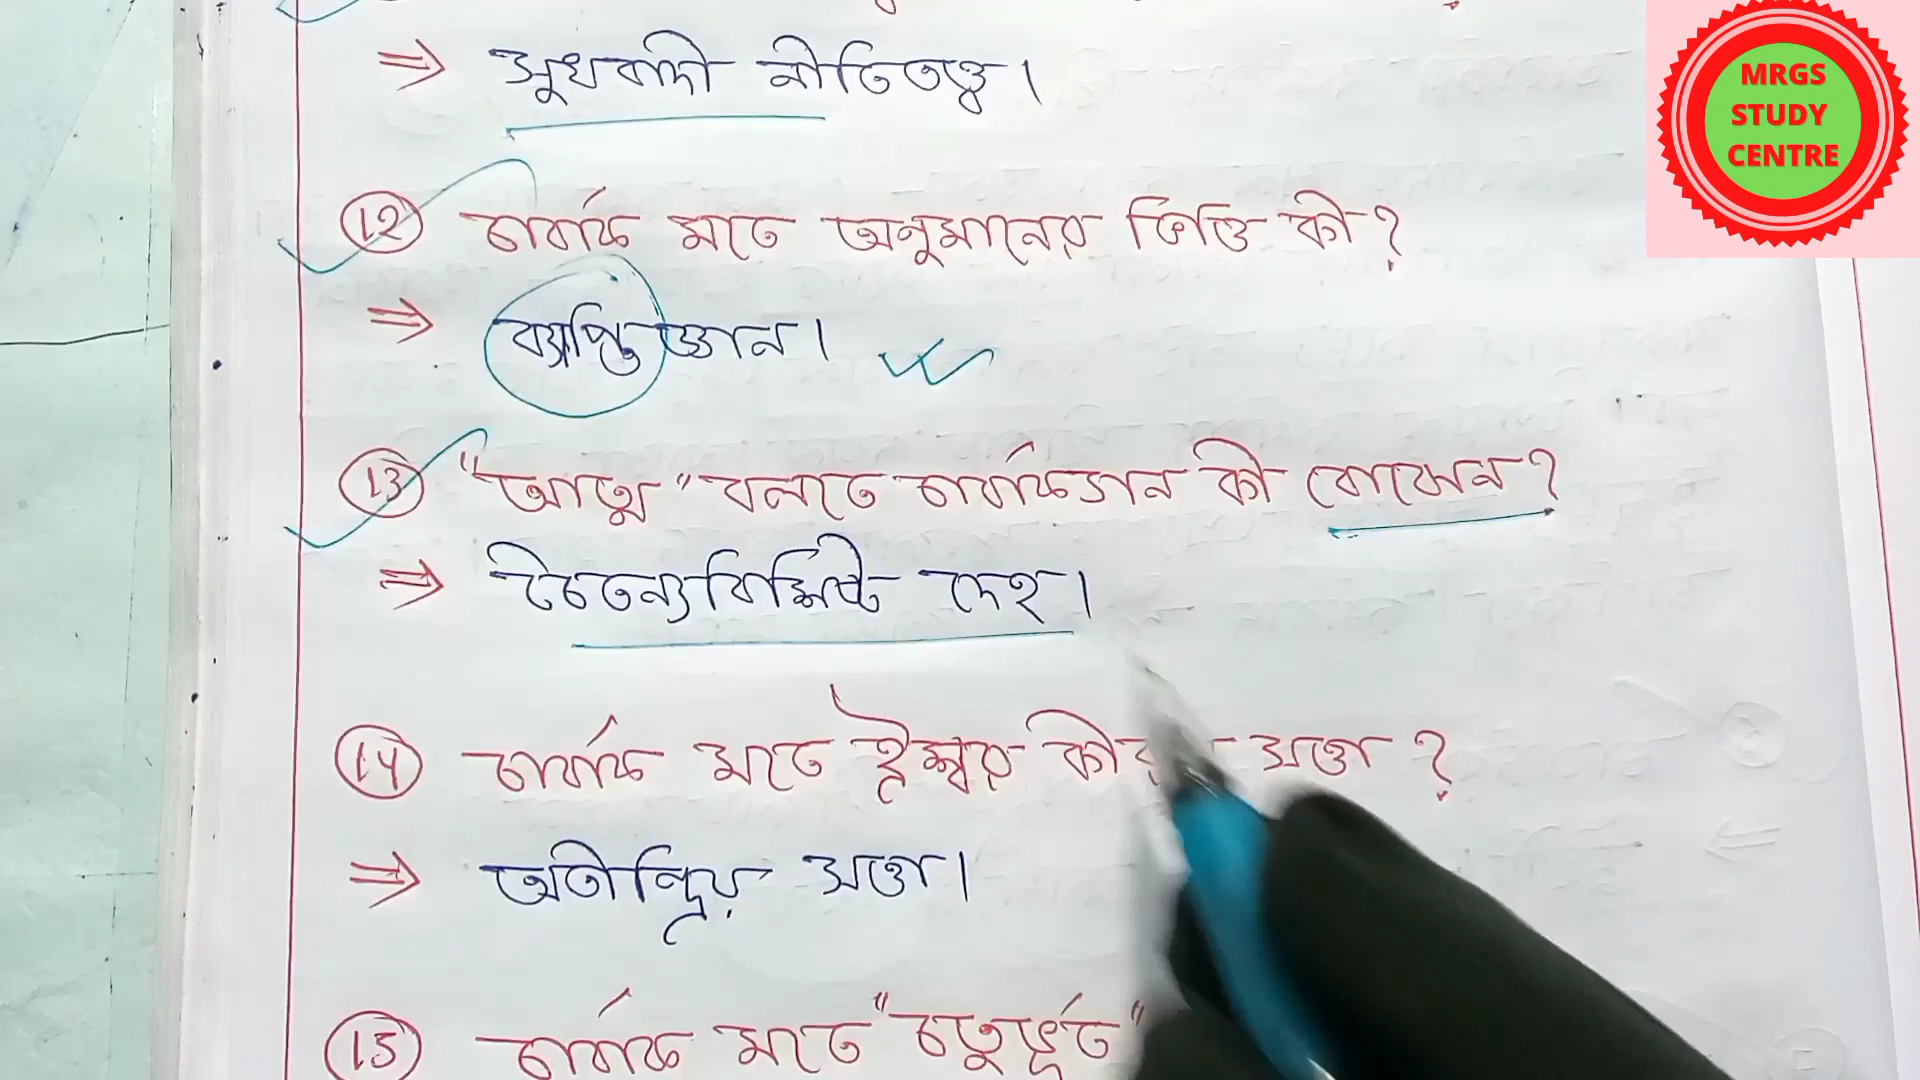 ⇒ সুখবাদী নীতিতত্ত্ব।
MRGS
STUDY
CENTRE
12 চার্বাক মতে অনুমানের ভিত্তি কী?
⇒ ব্যাপ্তি জ্ঞান।
13 "আত্মা" বলতে চার্বাকগান কী বোঝেন?
⇒ চৈতন্যবিশিষ্ট দেহ।
14 চার্বাক মতে ঈশ্বর সত্তা?
⇒ অতীন্দ্রিয় সত্তা।
15 চার্বাক মতে "চতুর্ভূত"